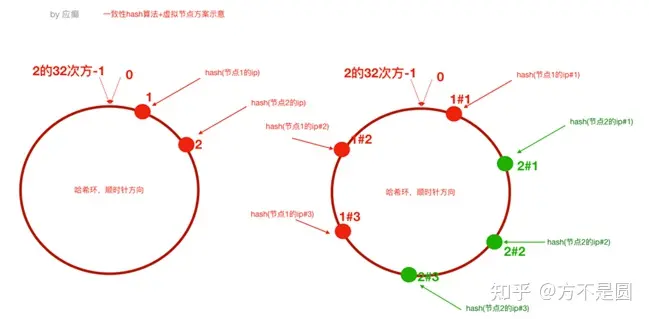 by 应癫
一致性hash算法+虚拟节点方案示意
2的32次方-1
0
1
hash(节点1的ip)
hash(节点2的ip)
2
哈希环，顺时针方向
2的32次方-1
0
hash(节点1的ip#1)
1#1
hash(节点1的ip#2)
1#2
hash(节点2的ip#1)
2#1
哈希环，顺时针方向
hash(节点1的ip#3)
1#3
hash(节点2的ip#2)
2#2
2#3
hash(节点2的ip#3)
知乎 @方不是圆